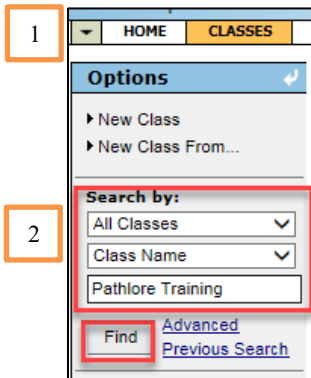 1
HOME CLASSES
Options
New Class
New Class From...
Search by:
2
All Classes
Class Name
Pathlore Training
Find Advanced
Previous Search